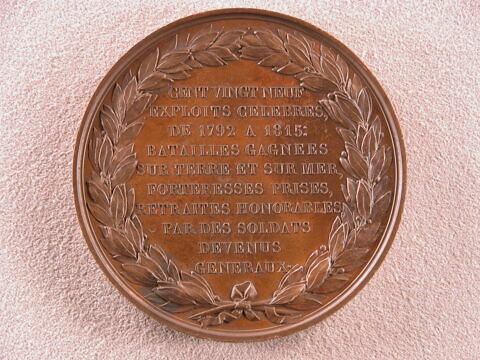 CENT VINGT NEUF
EXPLOITS CELEBRES,
DE 1792 A 1815:
BATAILLES GAGNEES
SUR TERRE ET SUR MER,
FORTERESSES PRISES,
RETRAITES HONORABLES
PAR DES SOLDATS
DEVENUS
GENERAUX.